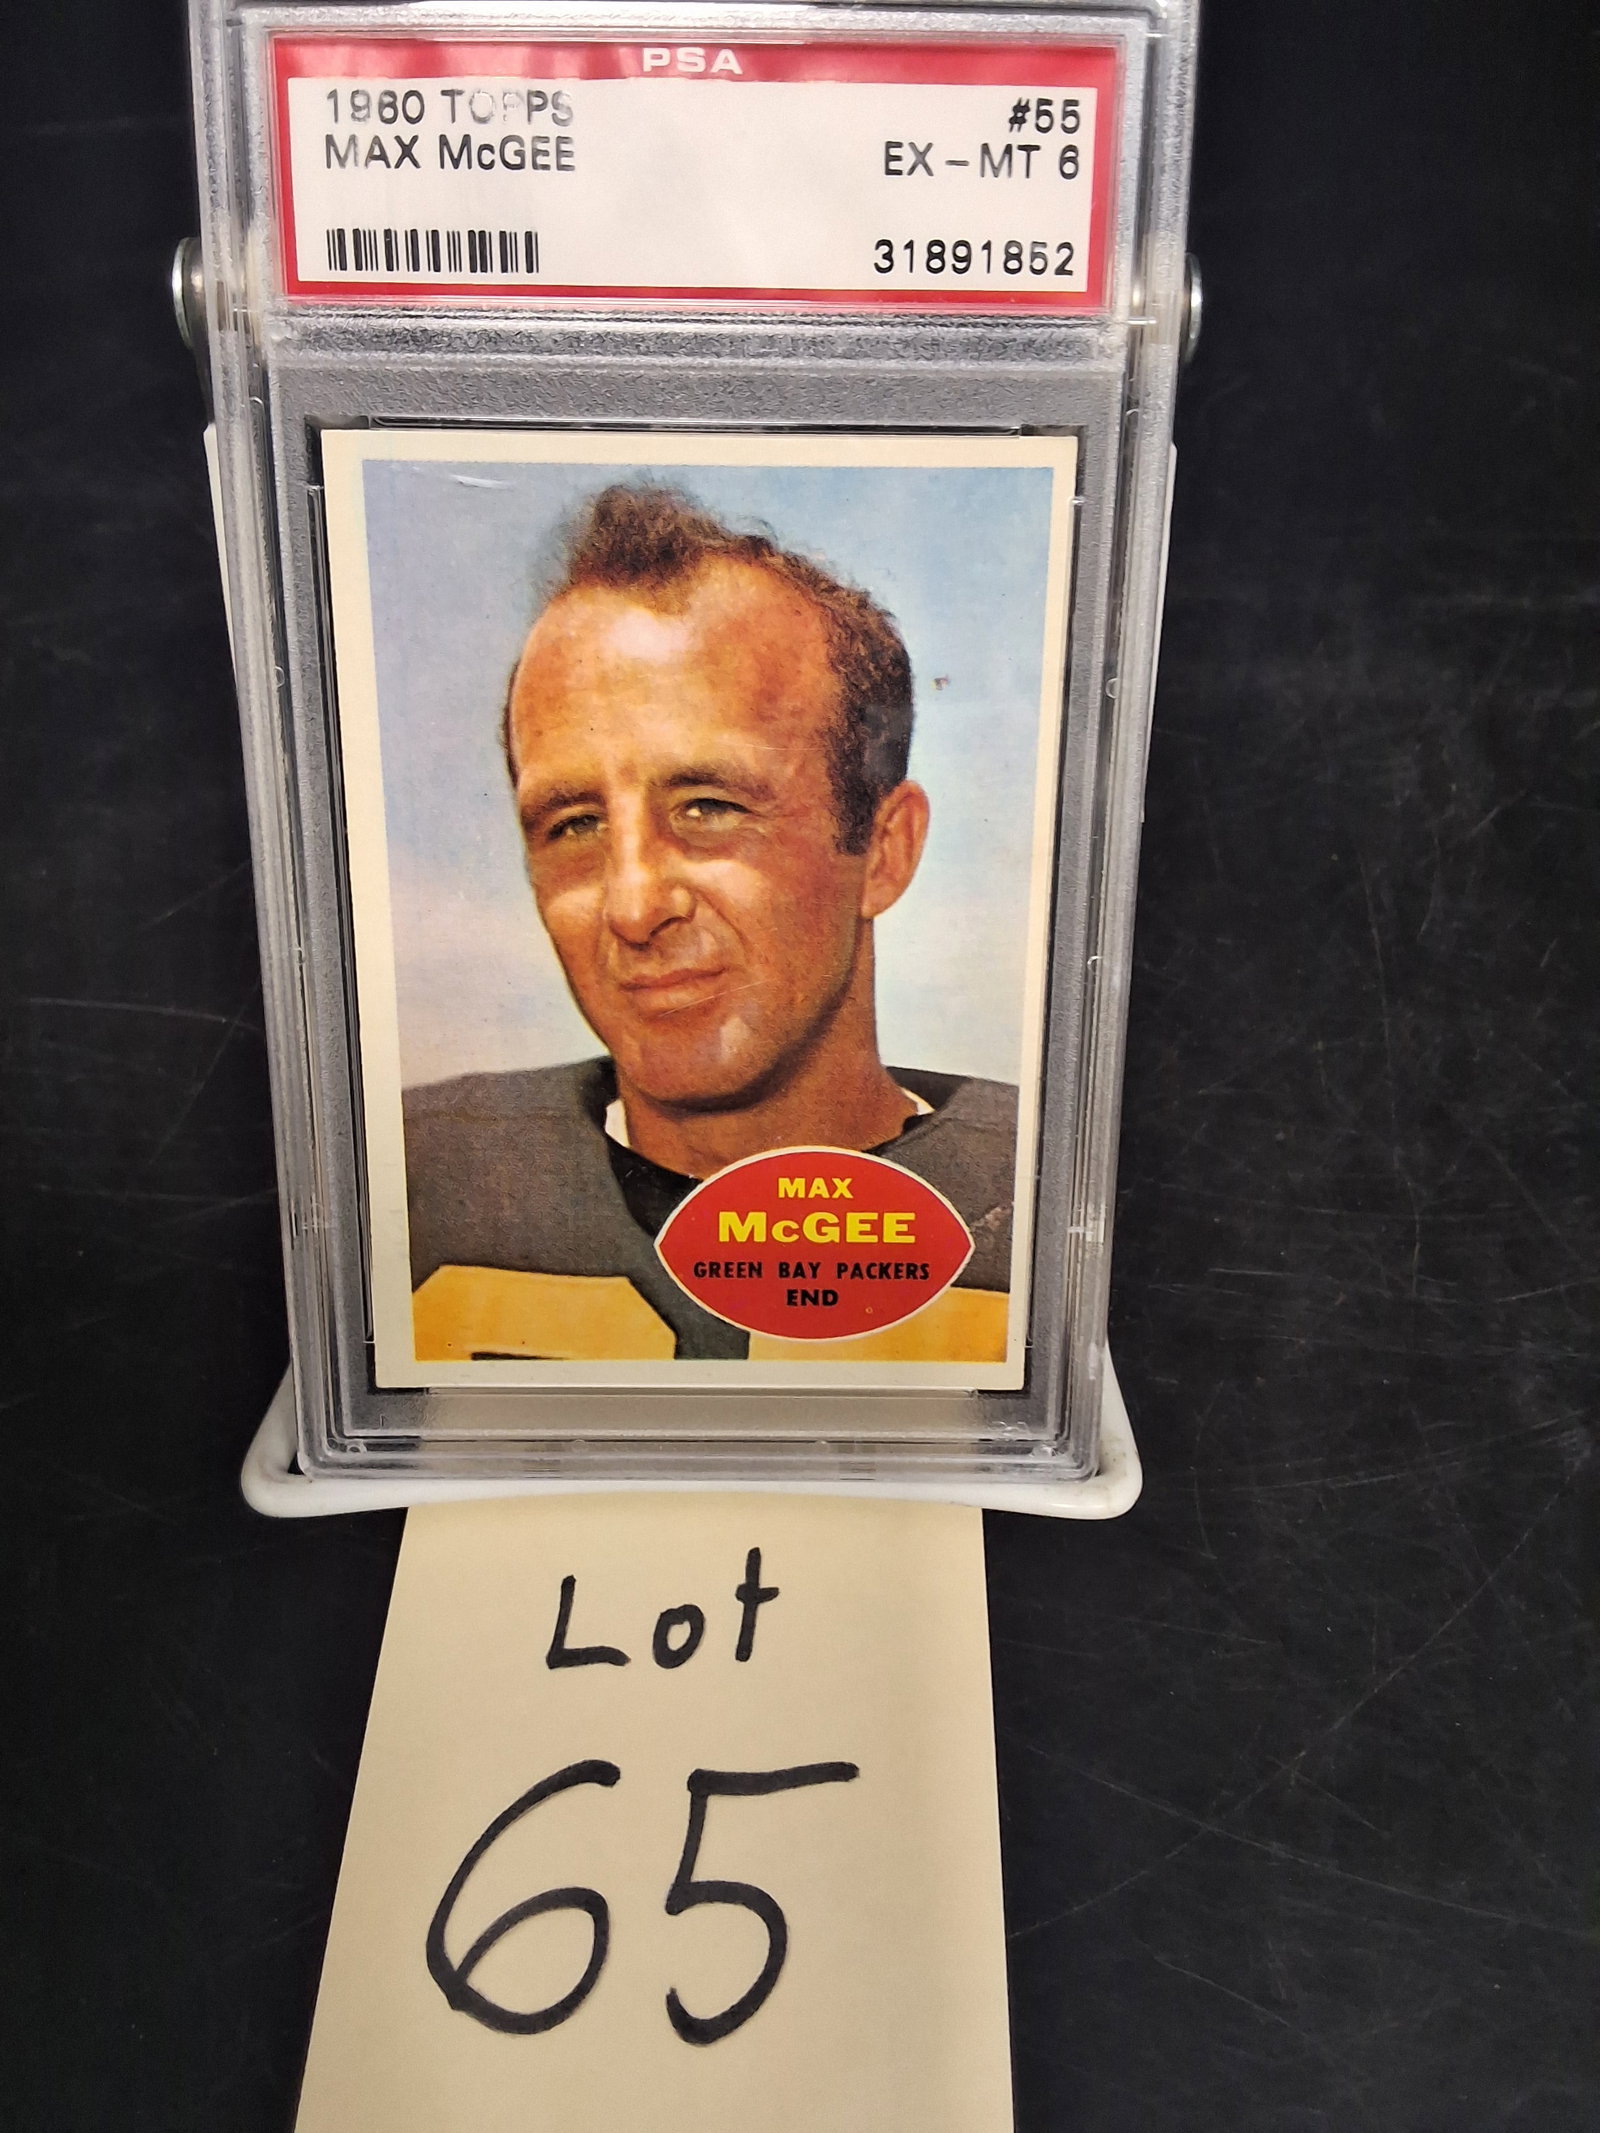 PSA
1960 TOPPS #55
MAX McGEE EX - MT 6
31891852
MAX
McGEE
GREEN BAY PACKERS
END
Lot
65